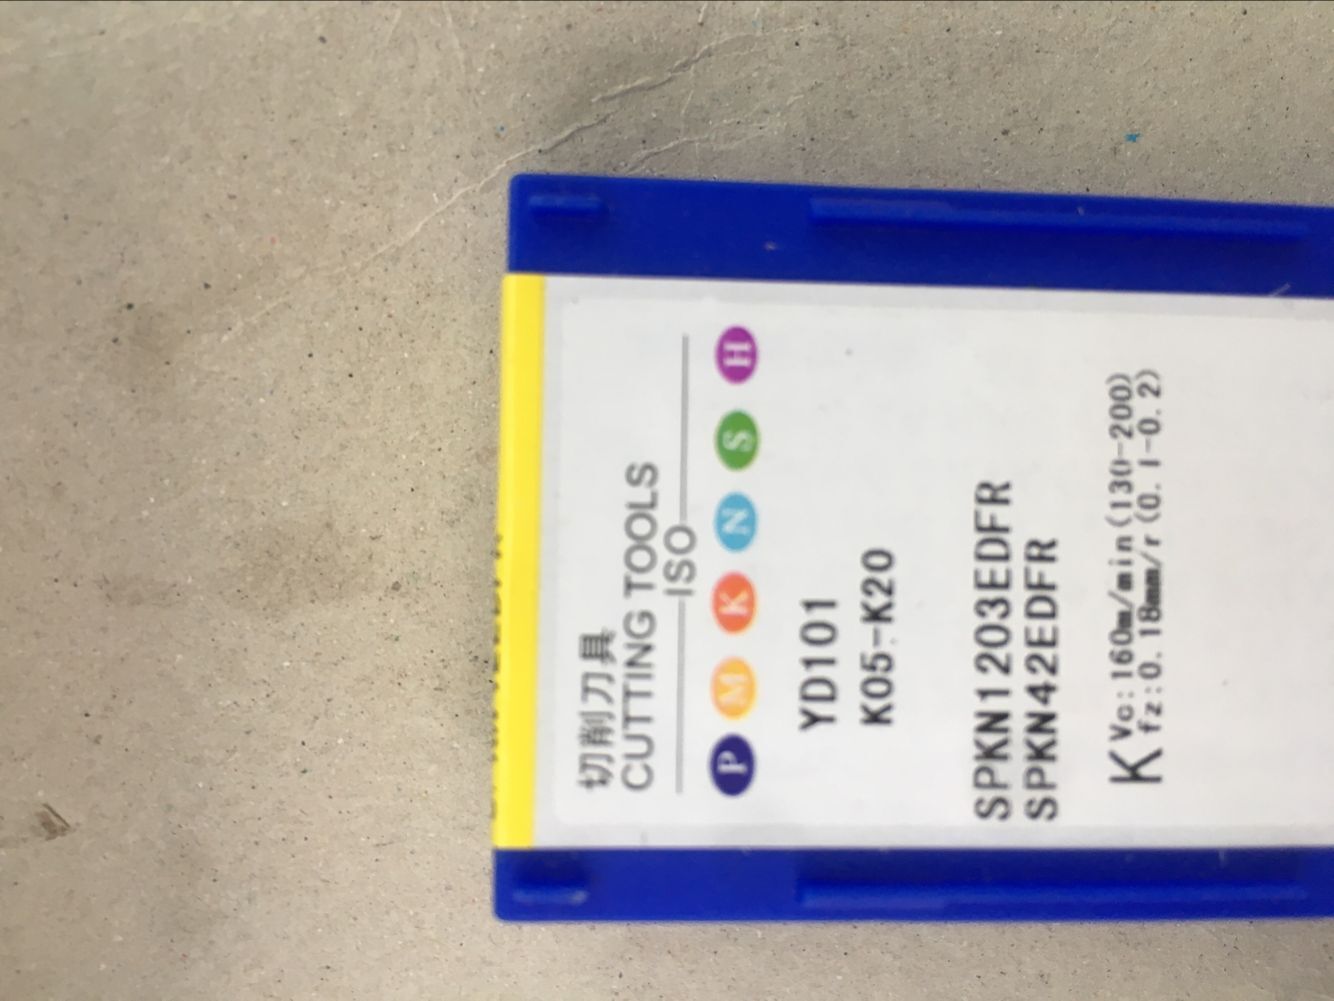 切削刀具
CUTTING TOOLS
ISO
P M K N S H
YD101
K05-K20
SPKN1203EDFR
SPKN42EDFR
K Vc:160m/min(130-200)
fz:0.18mm/r(0.1-0.2)